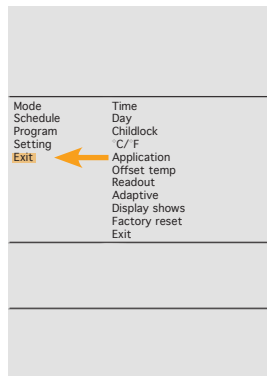 Mode
Schedule
Program
Setting
Exit
Time
Day
Childlock
°C/°F
Application
Offset temp
Readout
Adaptive
Display shows
Factory reset
Exit